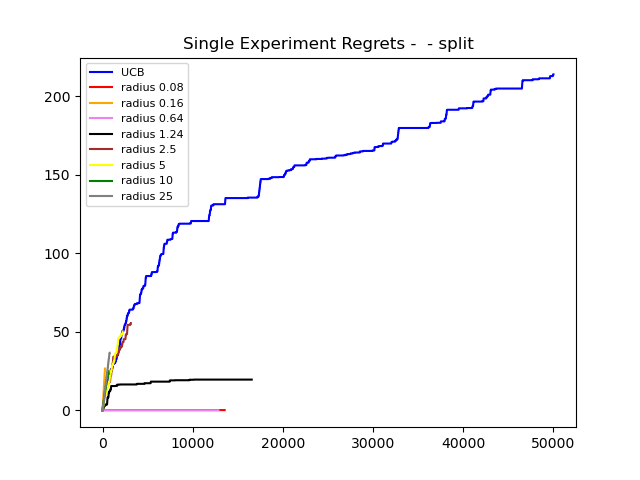 Single Experiment Regrets -  - split
UCB
radius 0.08
radius 0.16
radius 0.64
radius 1.24
radius 2.5
radius 5
radius 10
radius 25
200
150
100
50
0
0 10000 20000 30000 40000 50000